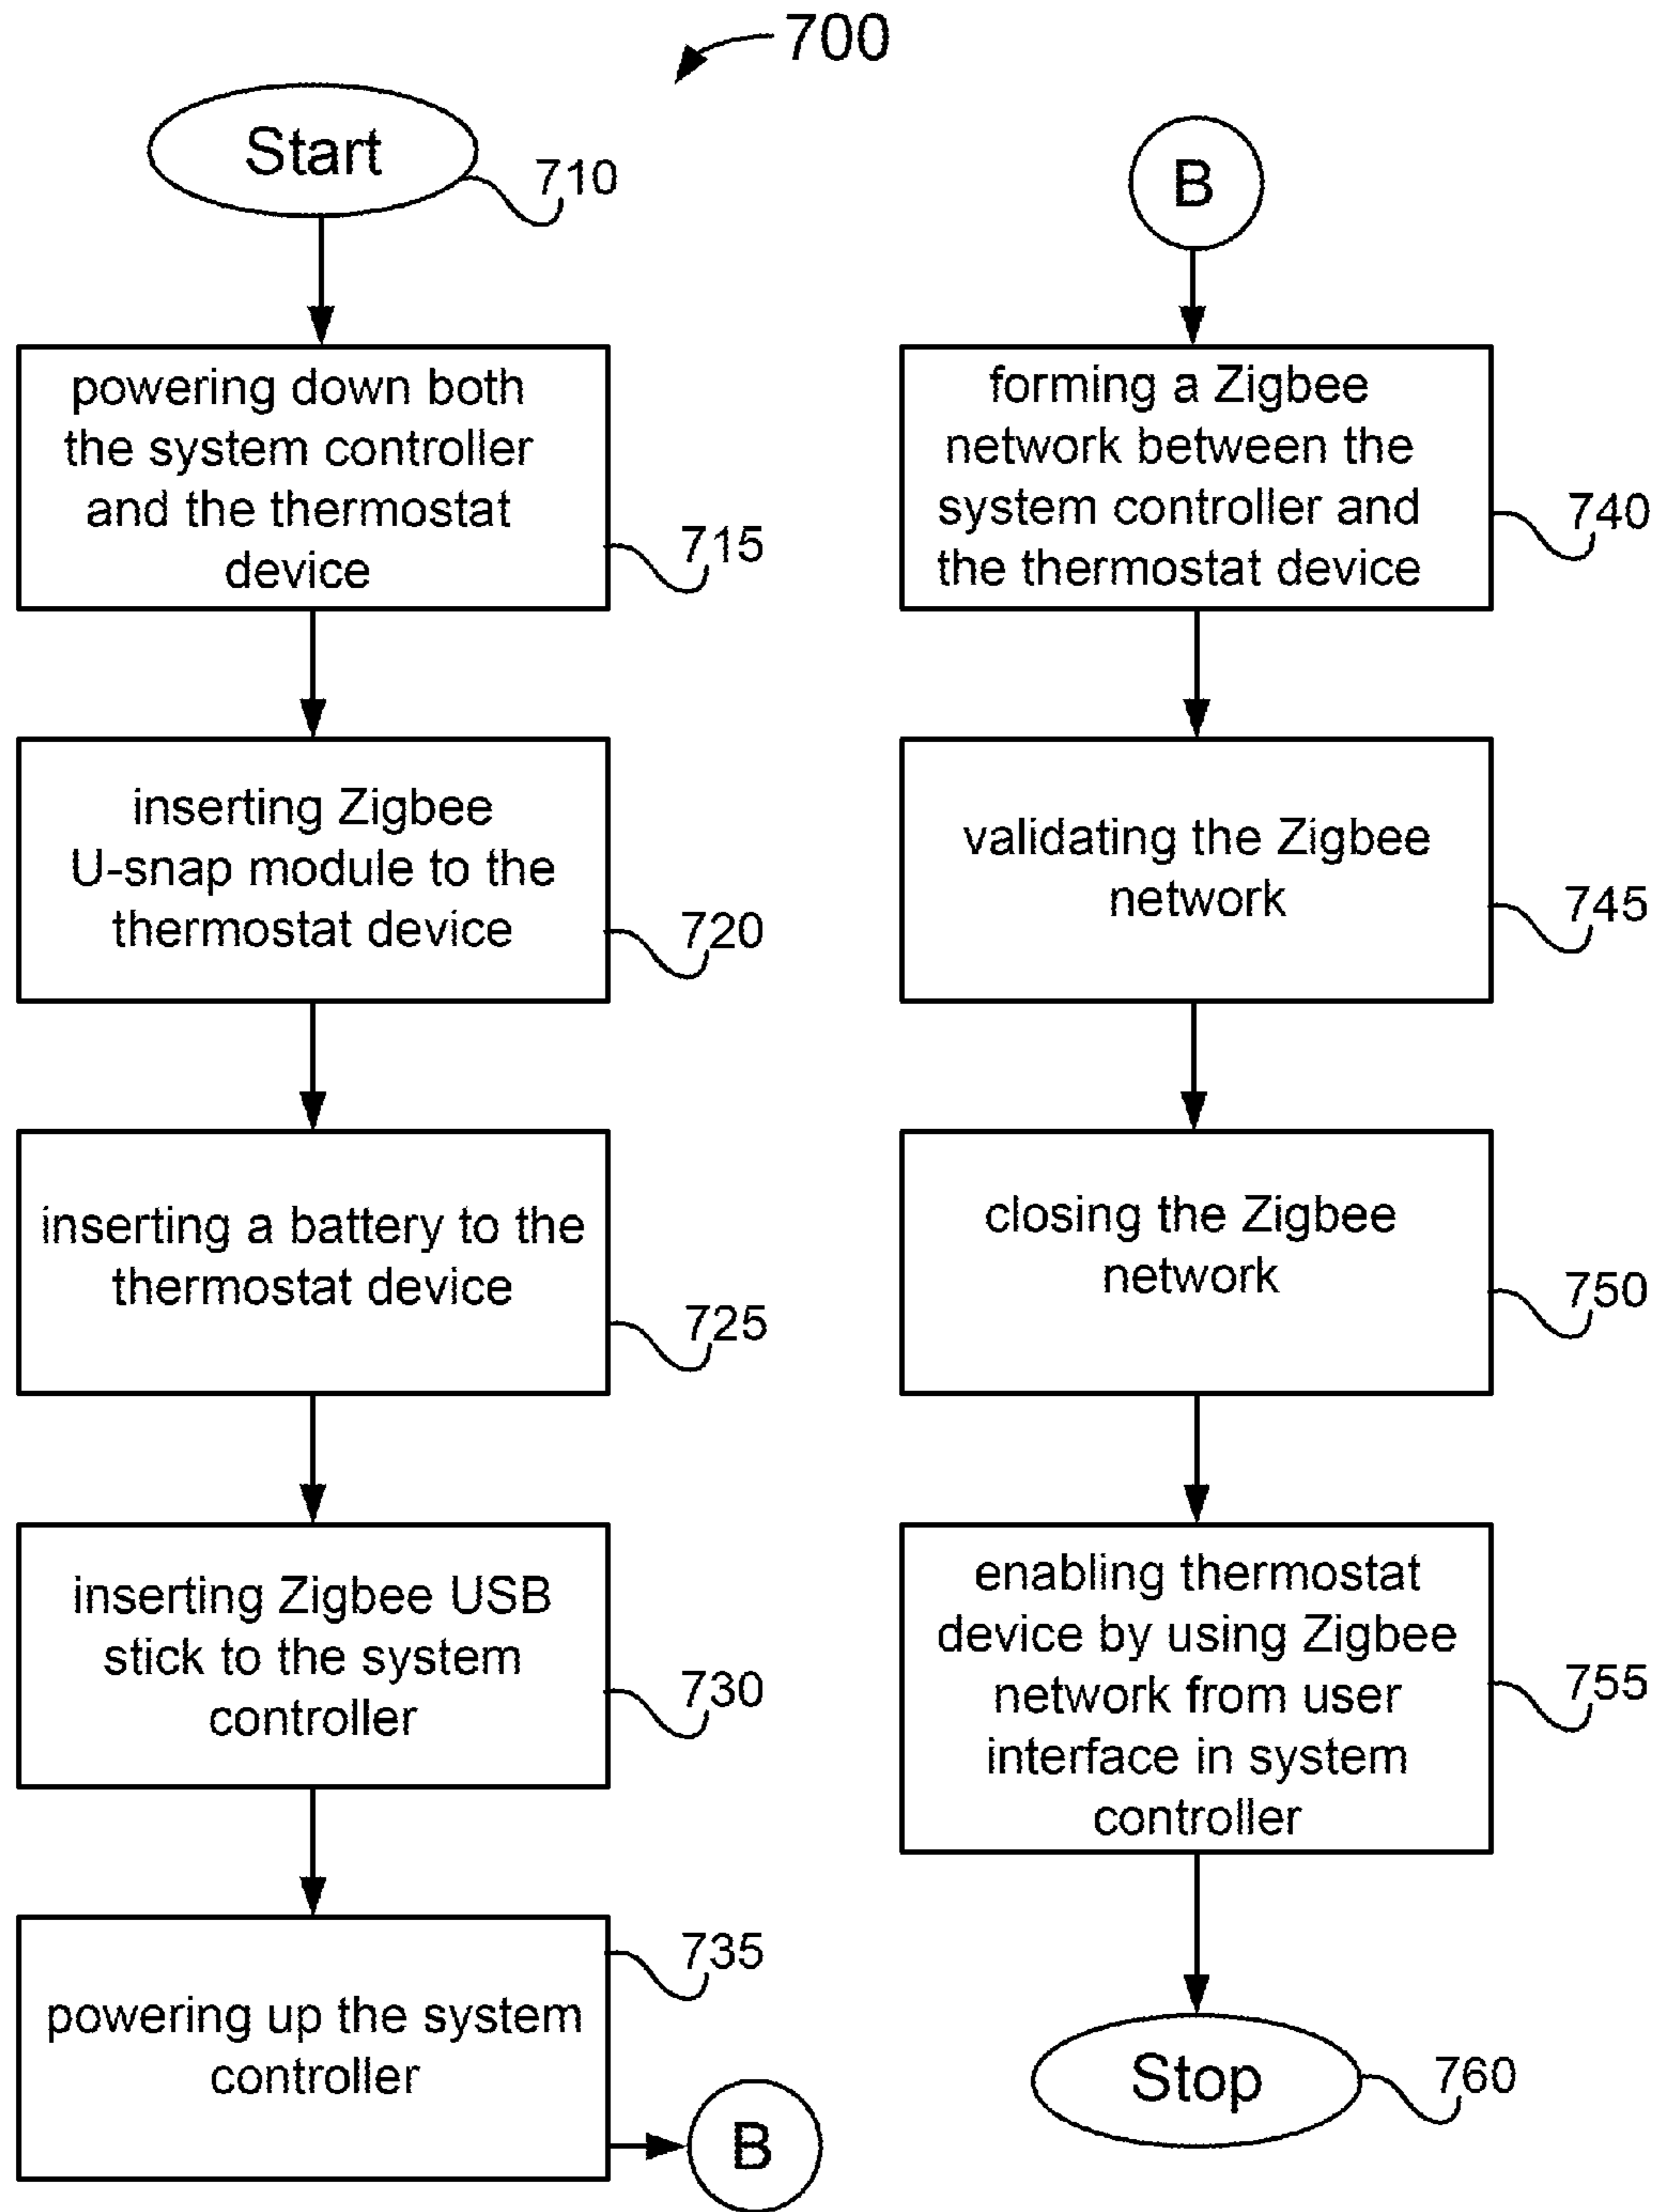 700
Start
710
powering down both
the system controller
and the thermostat
device
715
inserting Zigbee
U-snap module to the
thermostat device
720
inserting a battery to the
thermostat device
725
inserting Zigbee USB
stick to the system
controller
730
735
powering up the system
controller
B
B
forming a Zigbee
network between the
system controller and
the thermostat device
740
validating the Zigbee
network
745
closing the Zigbee
network
750
enabling thermostat
device by using Zigbee
network from user
interface in system
controller
755
Stop
760